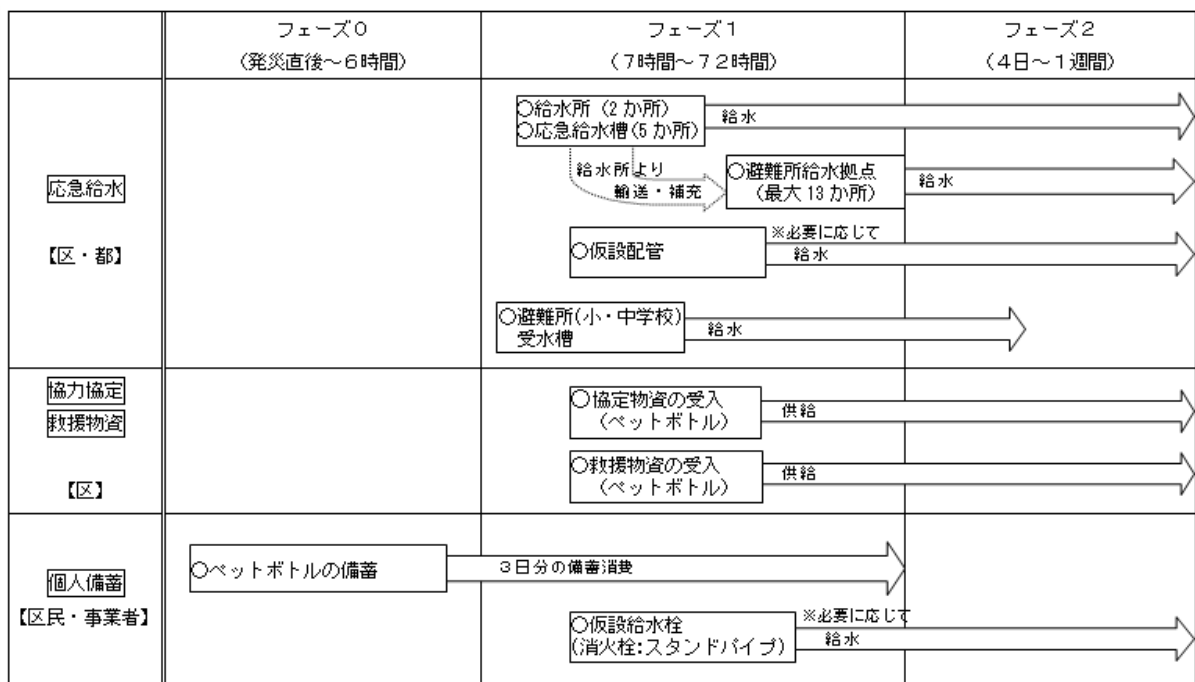 フェーズ０
（発災直後～６時間）
フェーズ１
（７時間～７２時間）
フェーズ２
（４日～１週間）
応急給水
【区・都】
○給水所（２か所）
○応急給水槽（５か所）
給水
給水所より
輸送・補充
○避難所給水拠点
（最大13か所）
給水
○仮設配管
※必要に応じて
給水
○避難所(小・中学校)
受水槽
給水
協力協定
救援物資
【区】
○協定物資の受入
（ペットボトル）
供給
○救援物資の受入
（ペットボトル）
供給
個人備蓄
【区民・事業者】
○ペットボトルの備蓄
３日分の備蓄消費
○仮設給水栓
(消火栓:スタンドパイプ)
※必要に応じて
給水